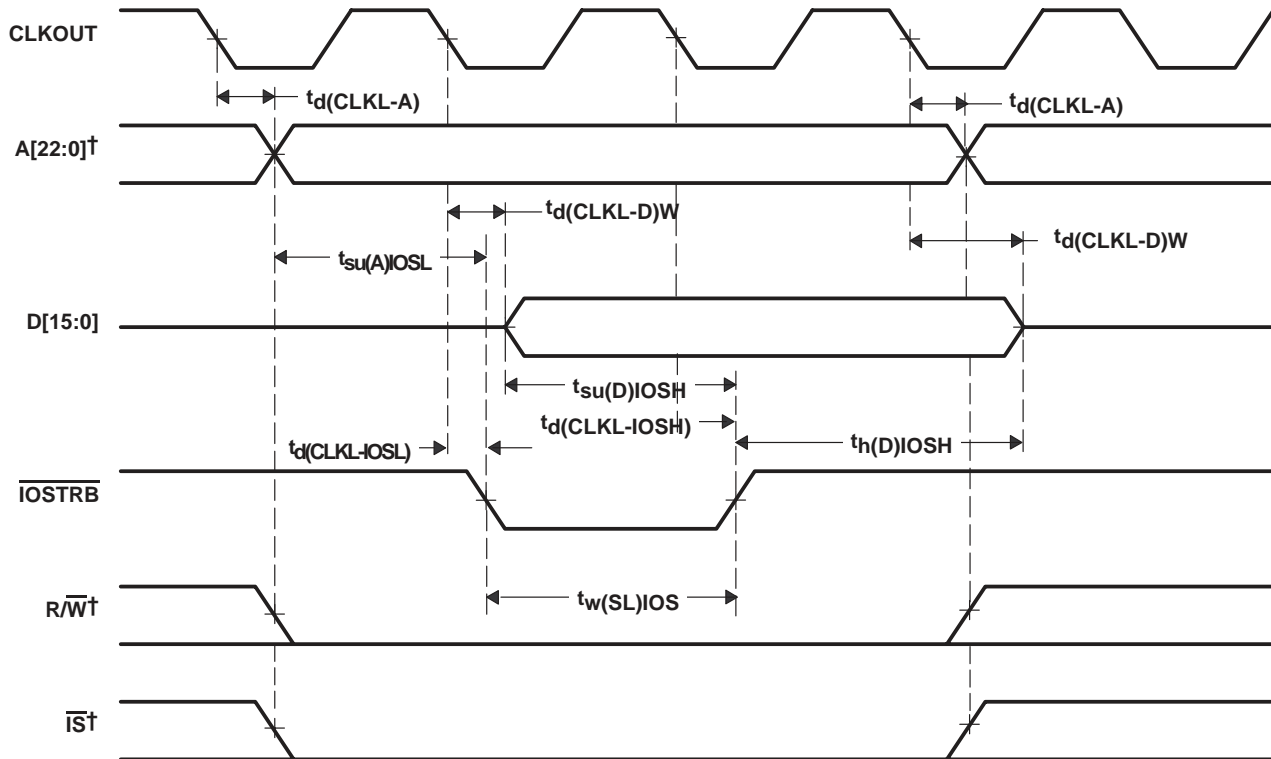 CLKOUT
td(CLKL-A)
td(CLKL-A)
A[22:0]†
td(CLKL-D)W
td(CLKL-D)W
tsu(A)IOSL
D[15:0]
tsu(D)IOSH
td(CLKL-IOSH)
td(CLKL-IOSL)
th(D)IOSH
IOSTRB
R/W†
tw(SL)IOS
IS†